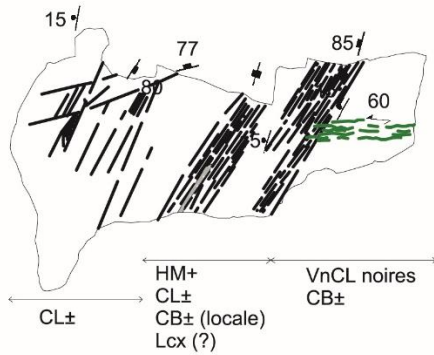 15
77
85
80
60
5
HM+
CL±
CB± (locale)
Lcx (?)
VnCL noires
CB±
CL±